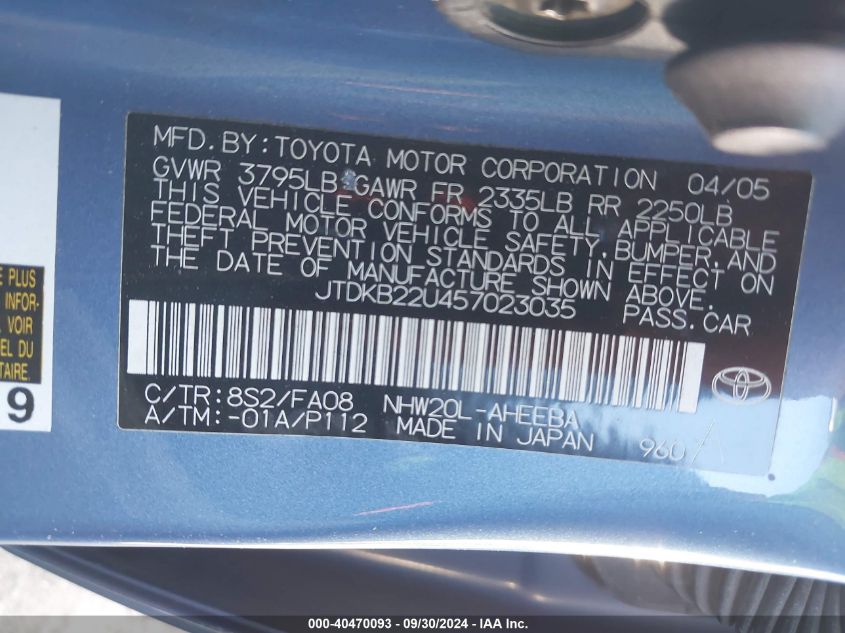 MFD. BY: TOYOTA MOTOR CORPORATION 04/05
GVWR 3795LB GAWR FR 2335LB RR 2250LB
THIS VEHICLE CONFORMS TO ALL APPLICABLE
FEDERAL MOTOR VEHICLE SAFETY, BUMPER, AND
THEFT PREVENTION STANDARDS IN EFFECT ON
THE DATE OF MANUFACTURE SHOWN ABOVE.
JTDKB22U457023035 PASS. CAR
C/TR: 8S2/FA08 NHW20L-AHEEBA
A/TM: -01A/P112 MADE IN JAPAN 960
PLUS
INFOR-
VOIR
DU
TAIRE.
9
000-40470093 - 09/30/2024 - IAA Inc.